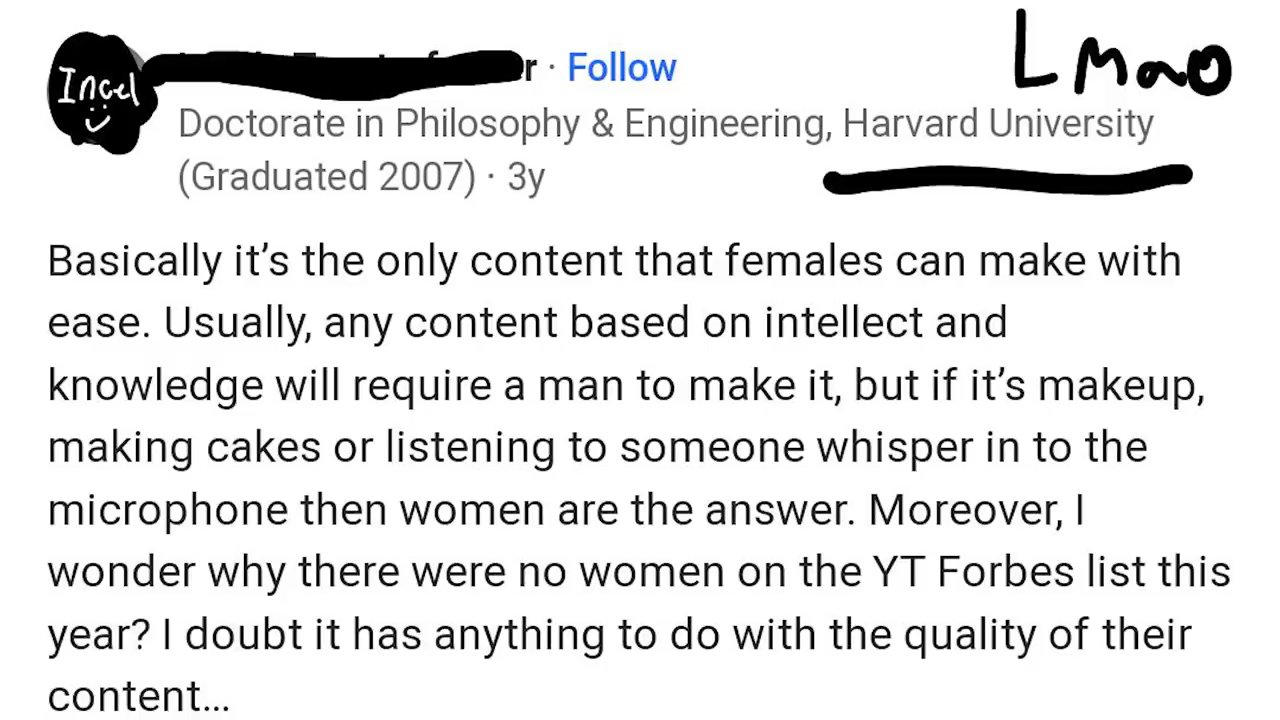 LMao
Incel
r · Follow
Doctorate in Philosophy & Engineering, Harvard University
(Graduated 2007) · 3y
Basically it’s the only content that females can make with
ease. Usually, any content based on intellect and
knowledge will require a man to make it, but if it’s makeup,
making cakes or listening to someone whisper in to the
microphone then women are the answer. Moreover, I
wonder why there were no women on the YT Forbes list this
year? I doubt it has anything to do with the quality of their
content...